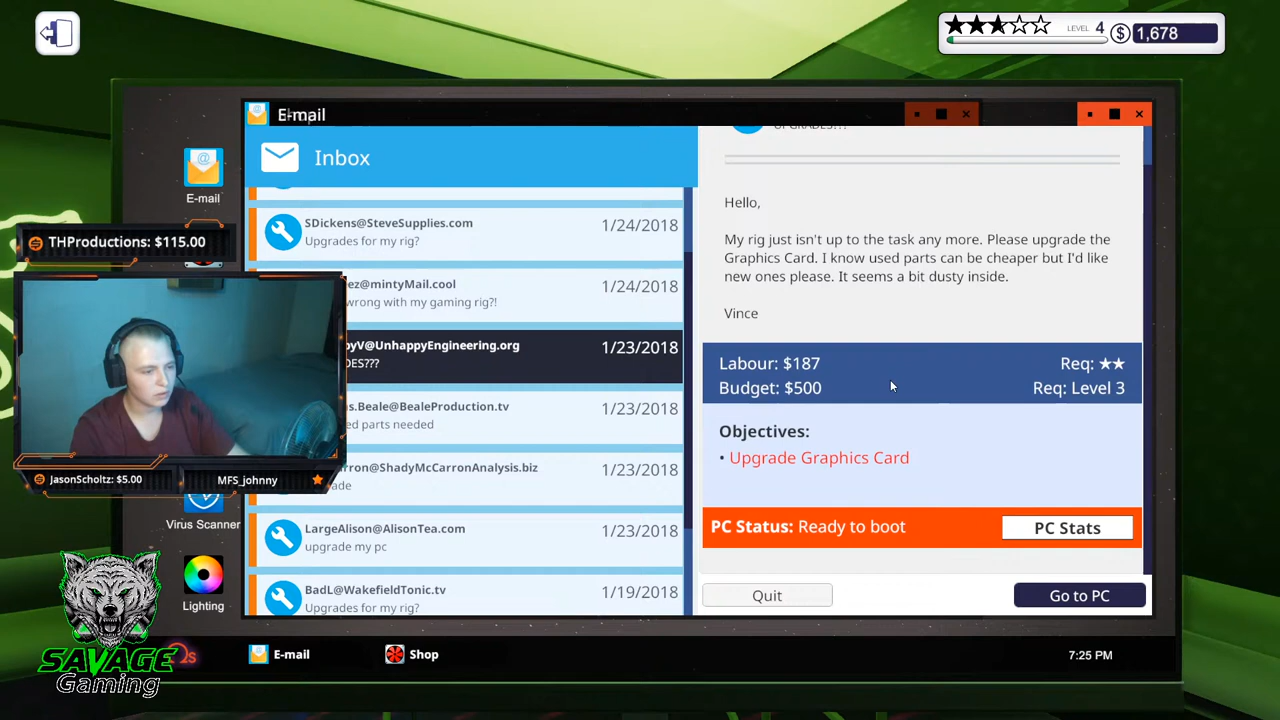 LEVEL 4
$ 1,678
E-mail
Inbox
UPGRADES???
E-mail
SDickens@SteveSupplies.com
1/24/2018
Upgrades for my rig?
ez@mintyMail.cool
1/24/2018
wrong with my gaming rig?!
pyV@UnhappyEngineering.org
1/23/2018
DES???
s.Beale@BealeProduction.tv
1/23/2018
ed parts needed
rron@ShadyMcCarronAnalysis.biz
1/23/2018
ade
LargeAlison@AlisonTea.com
1/23/2018
upgrade my pc
BadL@WakefieldTonic.tv
1/19/2018
Upgrades for my rig?
Hello,
My rig just isn't up to the task any more. Please upgrade the
Graphics Card. I know used parts can be cheaper but I'd like
new ones please. It seems a bit dusty inside.
Vince
Labour: $187
Req: ★★
Budget: $500
Req: Level 3
Objectives:
• Upgrade Graphics Card
PC Status: Ready to boot
PC Stats
Quit
Go to PC
THProductions: $115.00
JasonScholtz: $5.00
MFS_johnny
Virus Scanner
Lighting
SAVAGE
Gaming
E-mail
Shop
7:25 PM